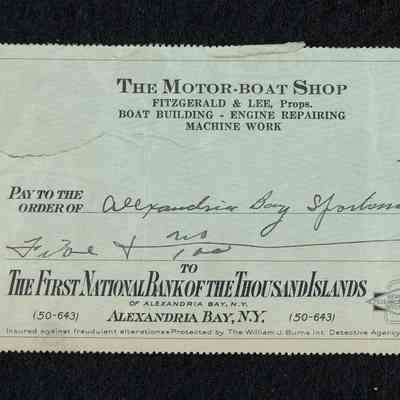 THE MOTOR-BOAT SHOP
FITZGERALD & LEE, Props.
BOAT BUILDING - ENGINE REPAIRING
MACHINE WORK
PAY TO THE
ORDER OF Alexandria Bay
Five & no/100
TO
THE FIRST NATIONAL BANK OF THE THOUSAND ISLANDS
OF ALEXANDRIA BAY, N.Y.
(50-643) ALEXANDRIA BAY, N.Y. (50-643)
Insured against fraudulent alterations-Protected by The William J. Burns Int. Detective Agency